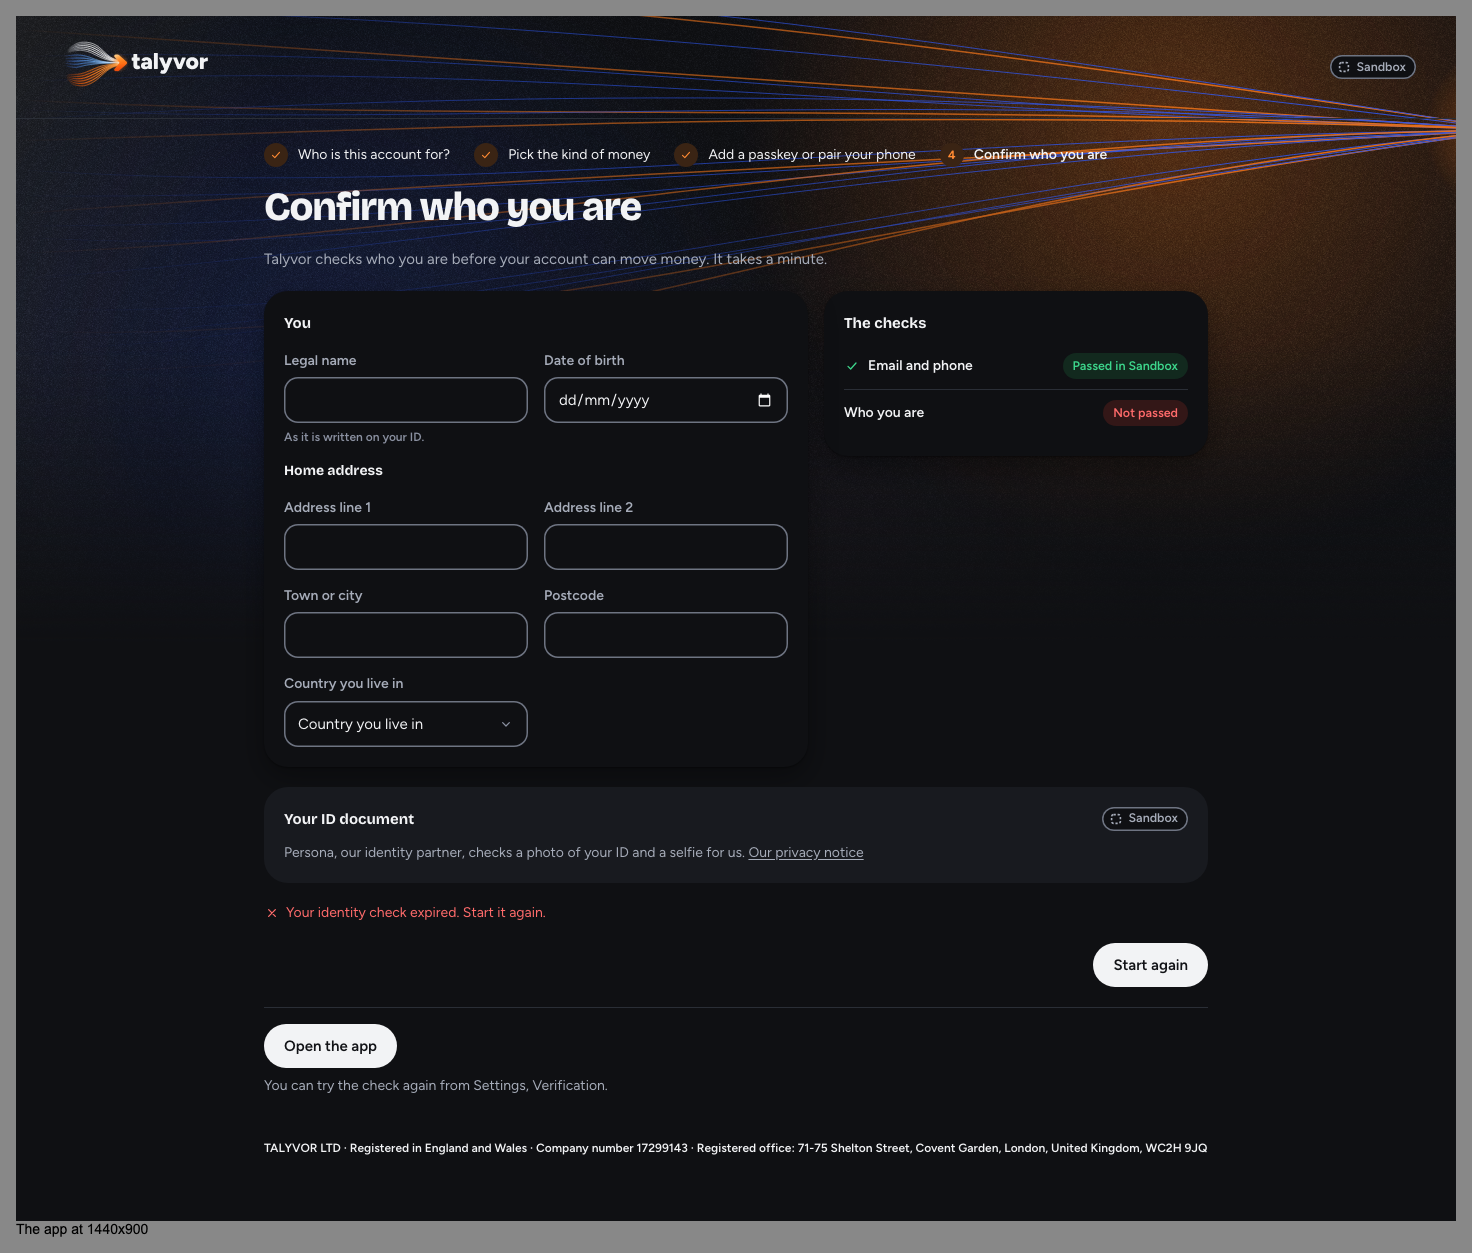 talyvor
Sandbox
Who is this account for?
Pick the kind of money
Add a passkey or pair your phone
4 Confirm who you are
Confirm who you are
Talyvor checks who you are before your account can move money. It takes a minute.
You
Legal name
Date of birth
dd/mm/yyyy
As it is written on your ID.
Home address
Address line 1
Address line 2
Town or city
Postcode
Country you live in
Country you live in
The checks
Email and phone
Passed in Sandbox
Who you are
Not passed
Your ID document
Sandbox
Persona, our identity partner, checks a photo of your ID and a selfie for us. Our privacy notice
Your identity check expired. Start it again.
Start again
Open the app
You can try the check again from Settings, Verification.
TALYVOR LTD · Registered in England and Wales · Company number 17299143 · Registered office: 71-75 Shelton Street, Covent Garden, London, United Kingdom, WC2H 9JQ
The app at 1440x900